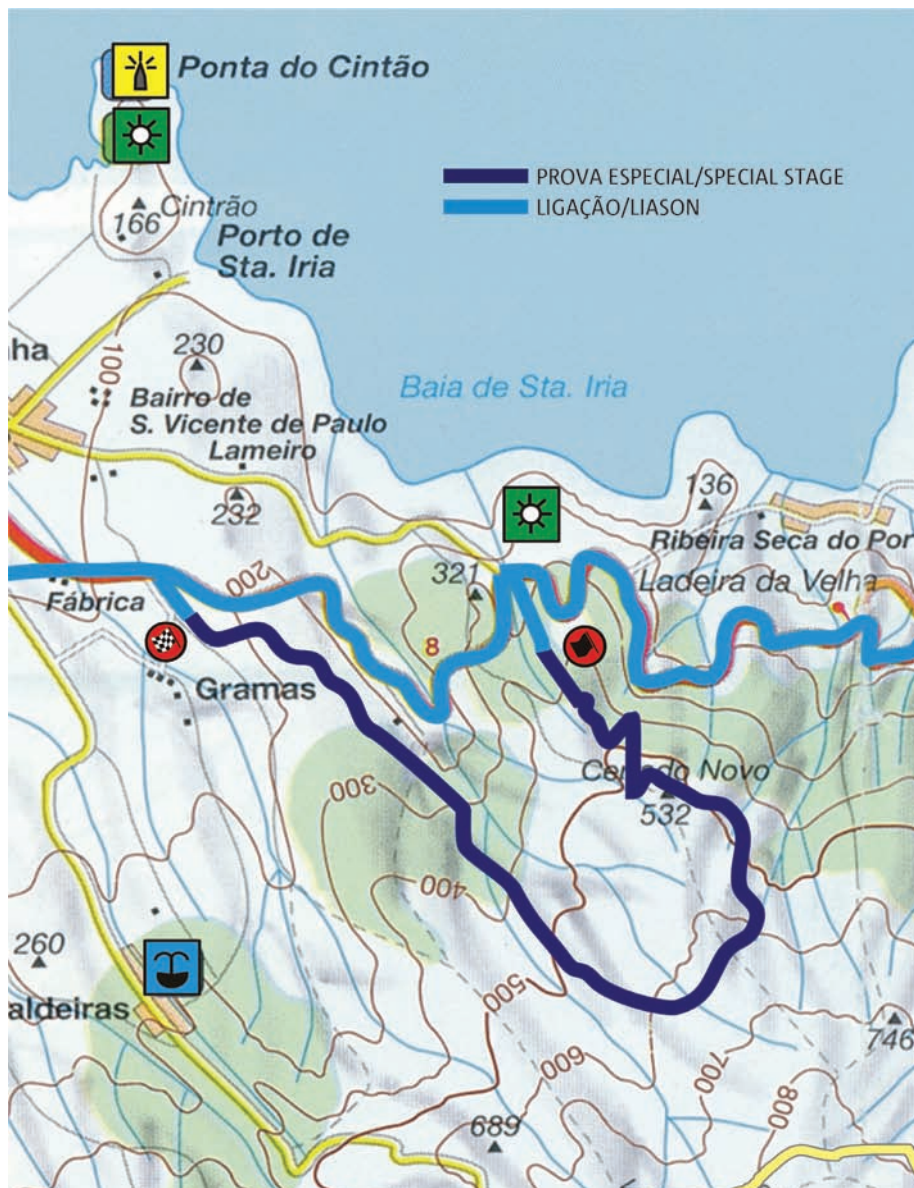 Ponta do Cintão
PROVA ESPECIAL/SPECIAL STAGE
LIGAÇÃO/LIASON
Cintrão
166
Porto de
Sta. Iria
nha
230
100
Baia de Sta. Iria
Bairro de
S. Vicente de Paulo
Lameiro
232
136
Ribeira Seca do Por
200
321
Ladeira da Velha
Fábrica
8
Gramas
Novo
532
300
400
260
500
aldeiras
746
600
700
800
689